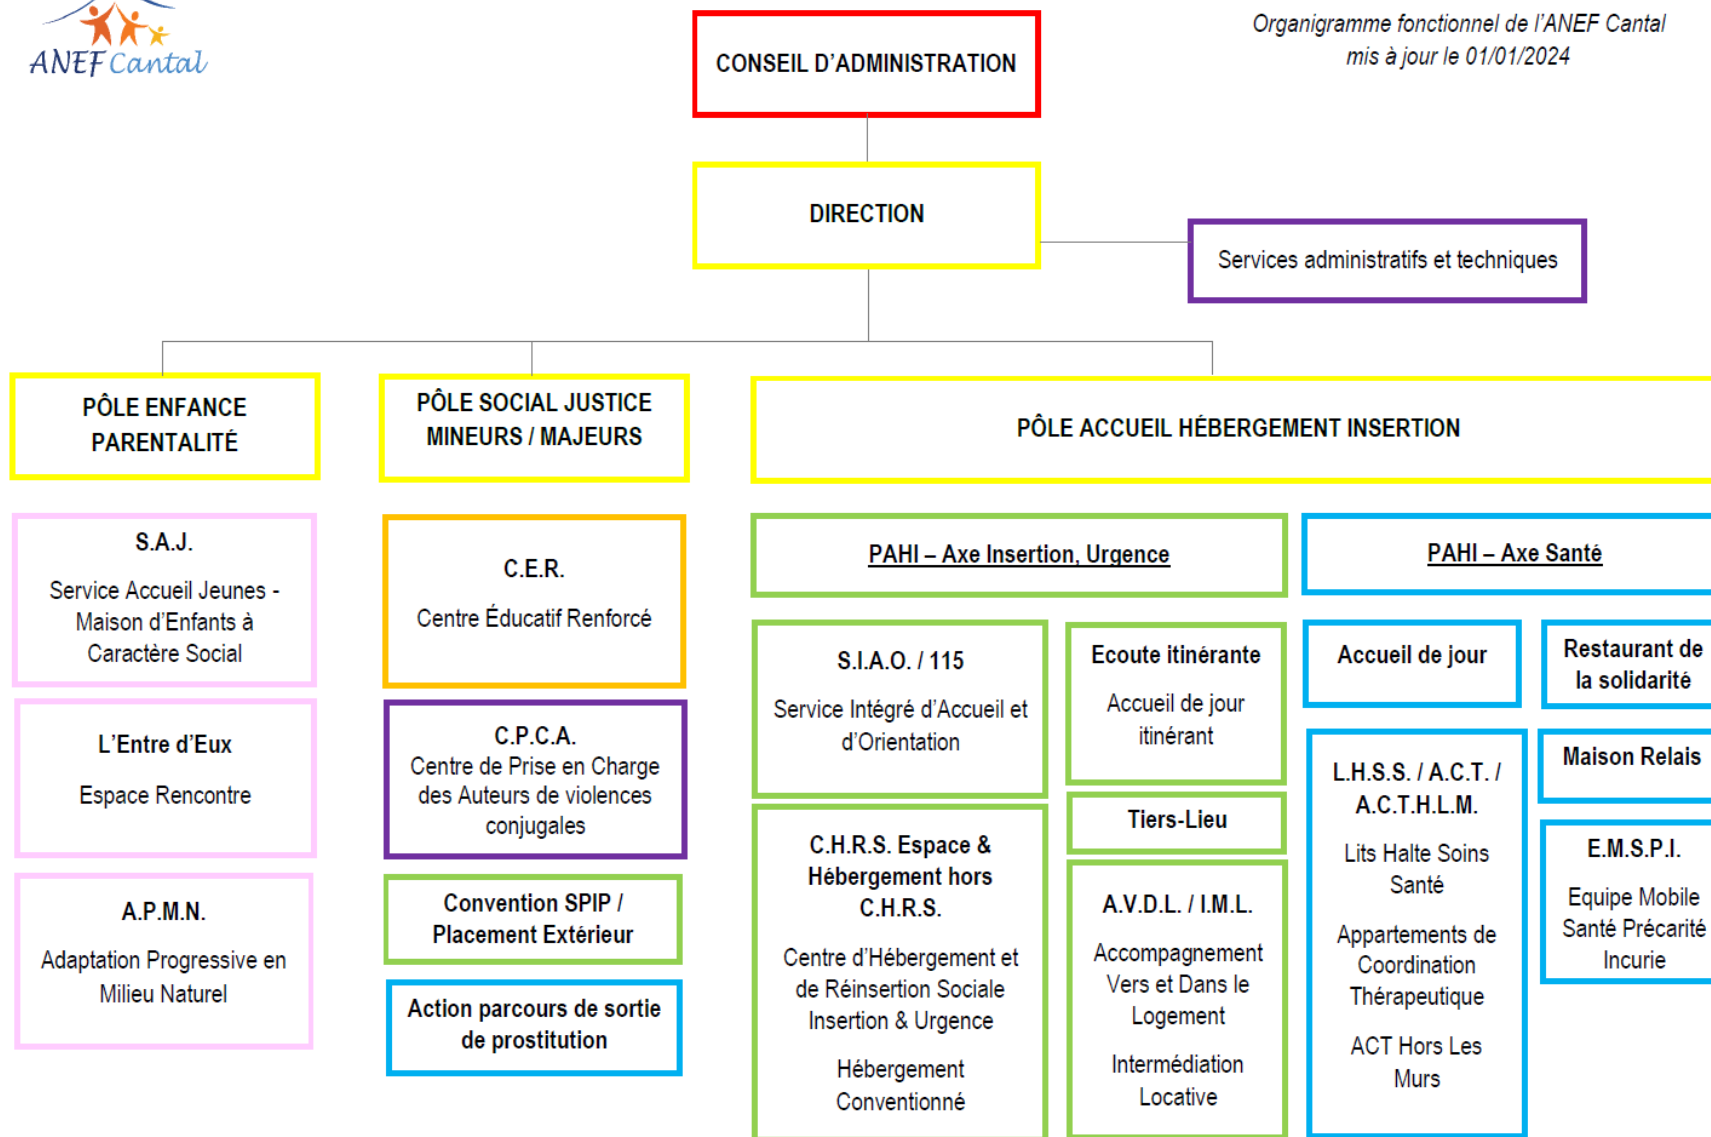 ANEF Cantal
Organigramme fonctionnel de l'ANEF Cantal
mis à jour le 01/01/2024
CONSEIL D'ADMINISTRATION
DIRECTION
Services administratifs et techniques
PÔLE ENFANCE
PARENTALITÉ
S.A.J.
Service Accueil Jeunes -
Maison d'Enfants à
Caractère Social
L'Entre d'Eux
Espace Rencontre
A.P.M.N.
Adaptation Progressive en
Milieu Naturel
PÔLE SOCIAL JUSTICE
MINEURS / MAJEURS
C.E.R.
Centre Éducatif Renforcé
C.P.C.A.
Centre de Prise en Charge
des Auteurs de violences
conjugales
Convention SPIP /
Placement Extérieur
Action parcours de sortie
de prostitution
PÔLE ACCUEIL HÉBERGEMENT INSERTION
PAHI – Axe Insertion, Urgence
S.I.A.O. / 115
Service Intégré d'Accueil et
d'Orientation
C.H.R.S. Espace &
Hébergement hors
C.H.R.S.
Centre d'Hébergement et
de Réinsertion Sociale
Insertion & Urgence
Hébergement
Conventionné
Ecoute itinérante
Accueil de jour
itinérant
Tiers-Lieu
A.V.D.L. / I.M.L.
Accompagnement
Vers et Dans le
Logement
Intermédiation
Locative
PAHI – Axe Santé
Accueil de jour
L.H.S.S. / A.C.T. /
A.C.T.H.L.M.
Lits Halte Soins
Santé
Appartements de
Coordination
Thérapeutique
ACT Hors Les
Murs
Restaurant de
la solidarité
Maison Relais
E.M.S.P.I.
Equipe Mobile
Santé Précarité
Incurie